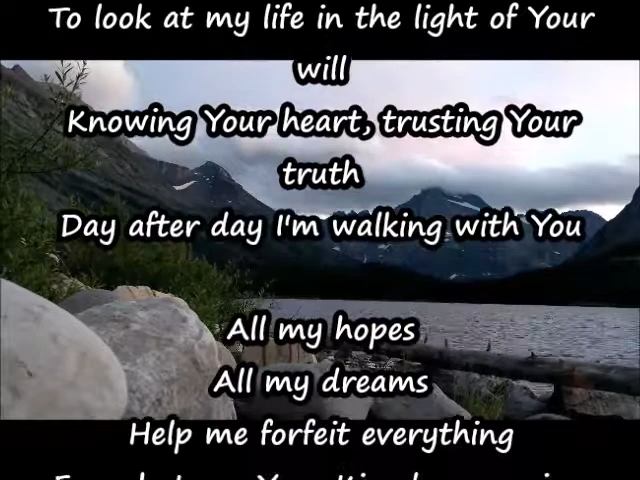 To look at my life in the light of Your
will
Knowing Your heart, trusting Your
truth
Day after day I'm walking with You
All my hopes
All my dreams
Help me forfeit everything